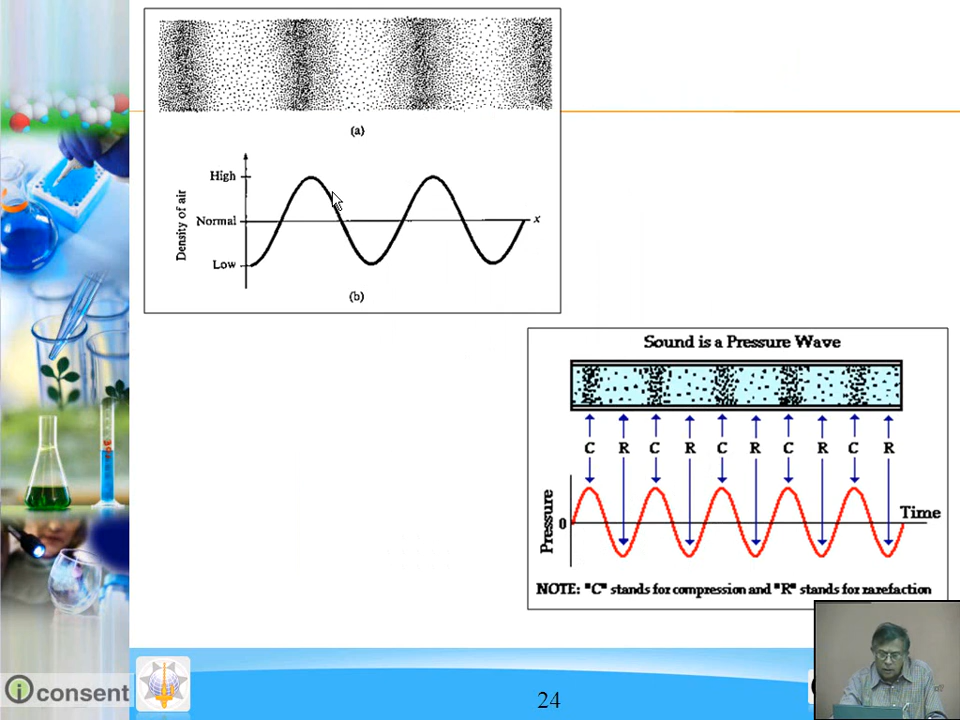 (a)
Density of air
High
Normal
Low
x
(b)
Sound is a Pressure Wave
C R C R C R C R C R
Pressure
0
Time
NOTE: "C" stands for compression and "R" stands for rarefaction
i consent
24